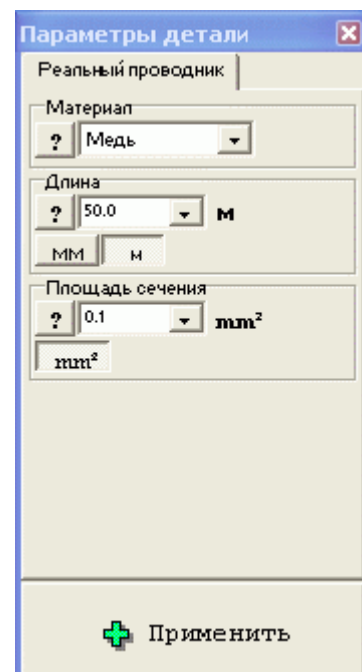 Параметры детали
Реальный проводник
Материал
? Медь
Длина
? 50.0 м
мм м
Площадь сечения
? 0.1 mm²
mm²
Применить